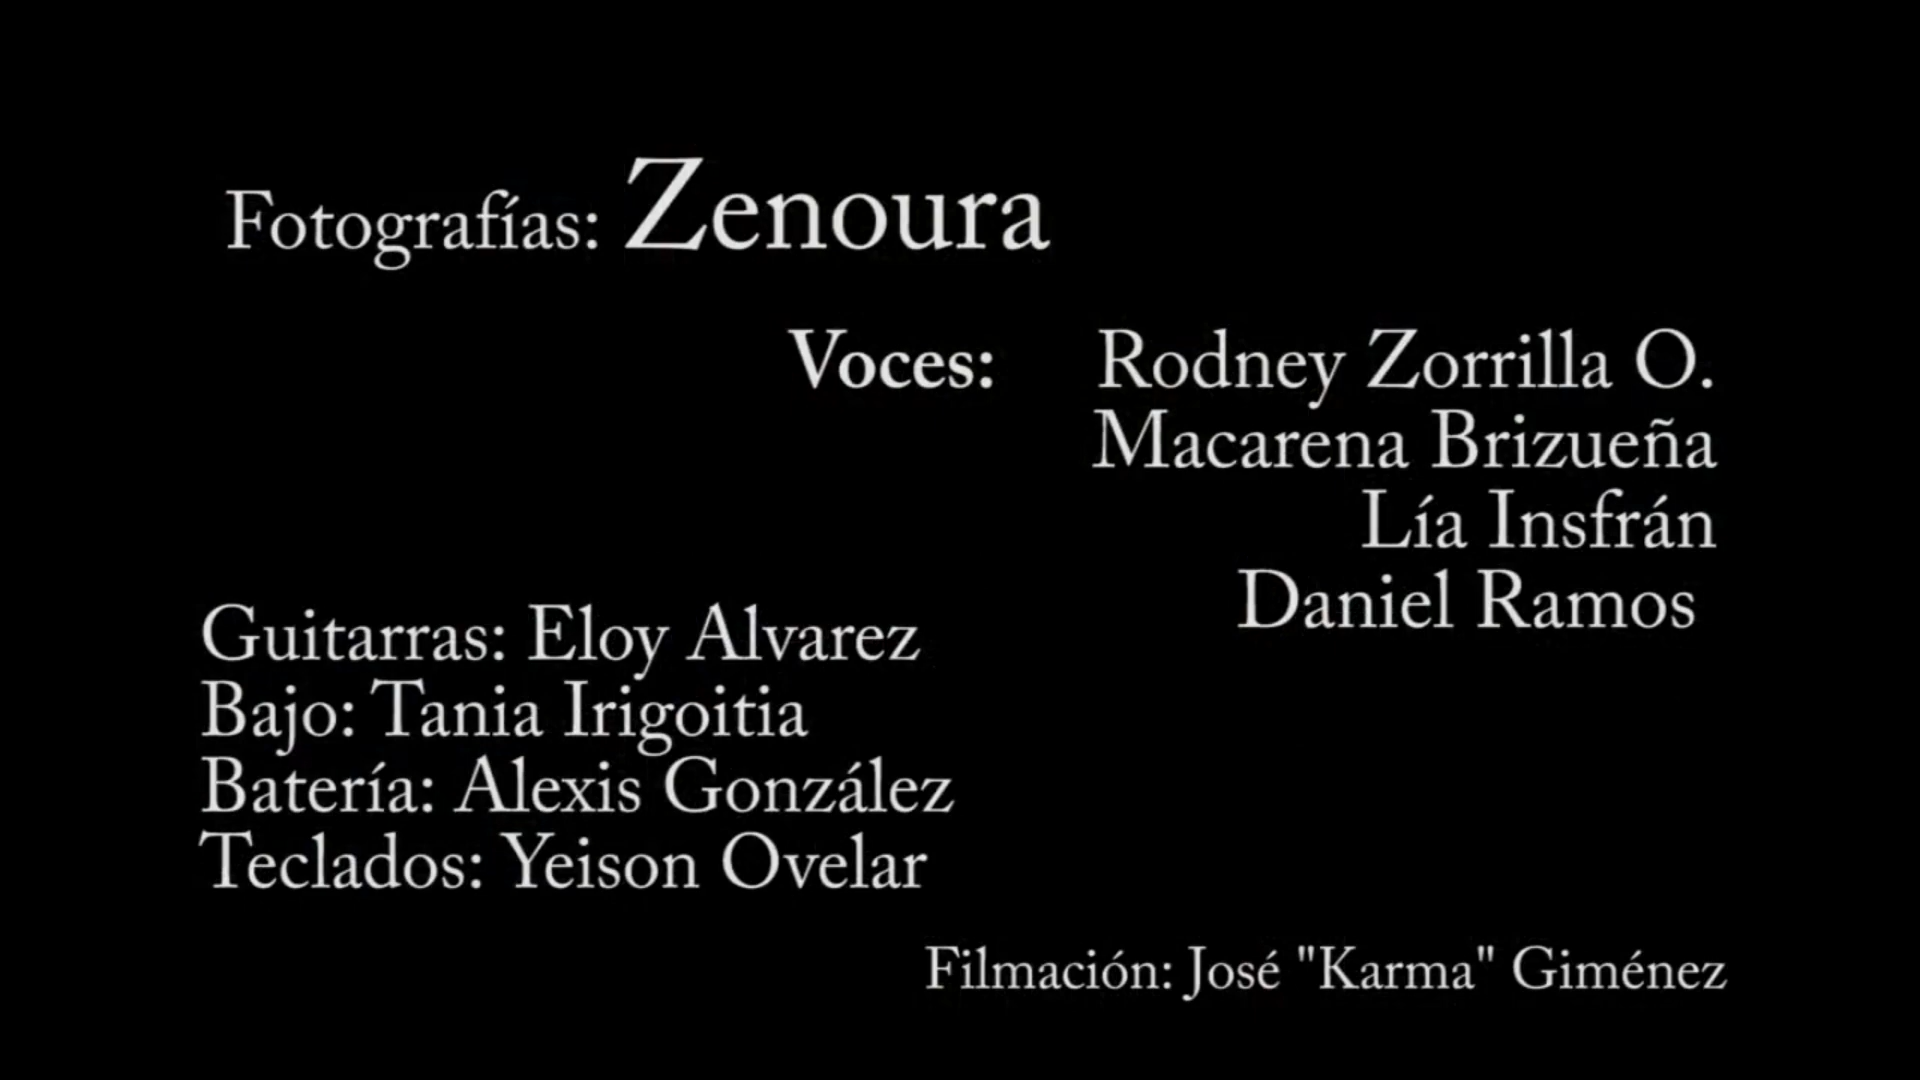 Fotografías: Zenoura
Voces: Rodney Zorrilla O.
Macarena Brizueña
Lía Insfrán
Daniel Ramos
Guitarras: Eloy Alvarez
Bajo: Tania Irigoitia
Batería: Alexis González
Teclados: Yeison Ovelar
Filmación: José "Karma" Giménez